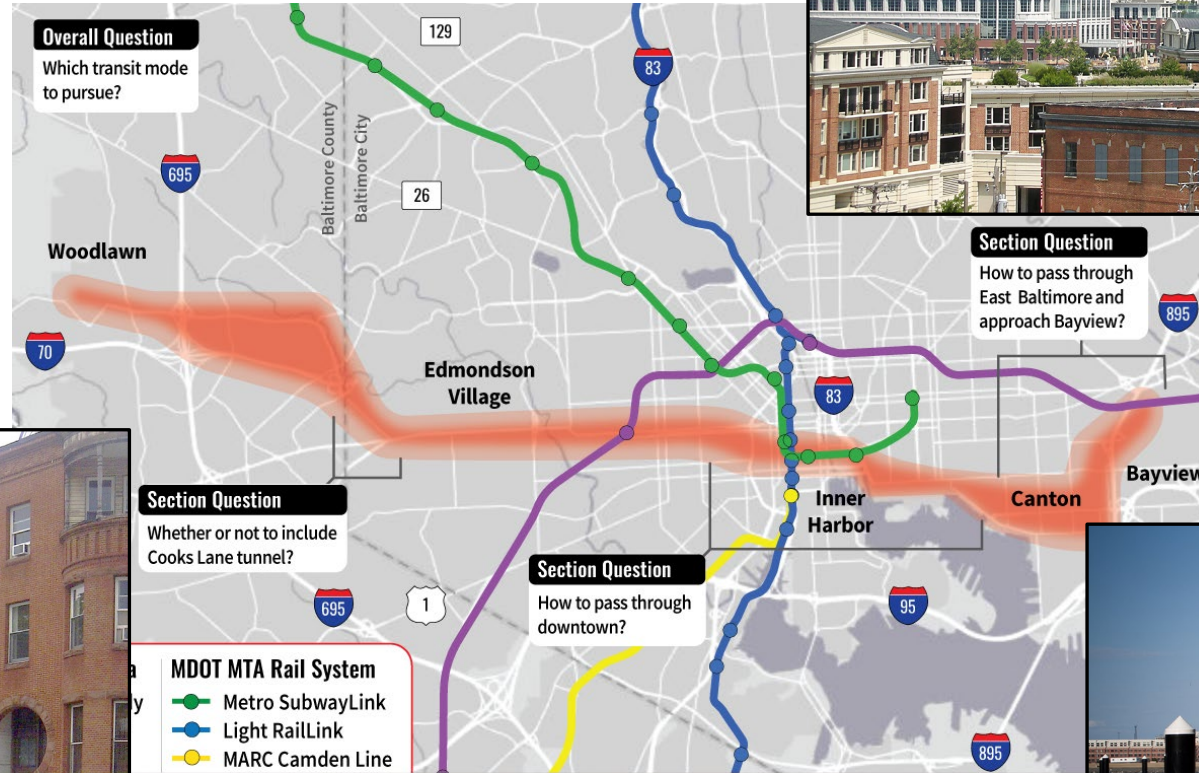 Overall Question
Which transit mode
to pursue?
129
83
695
Baltimore County
Baltimore City
26
Woodlawn
Section Question
How to pass through
East Baltimore and
approach Bayview?
895
70
Edmondson
Village
83
Bayview
Section Question
Whether or not to include
Cooks Lane tunnel?
Inner
Harbor
Canton
Section Question
How to pass through
downtown?
695
1
95
MDOT MTA Rail System
Metro SubwayLink
Light RailLink
MARC Camden Line
895